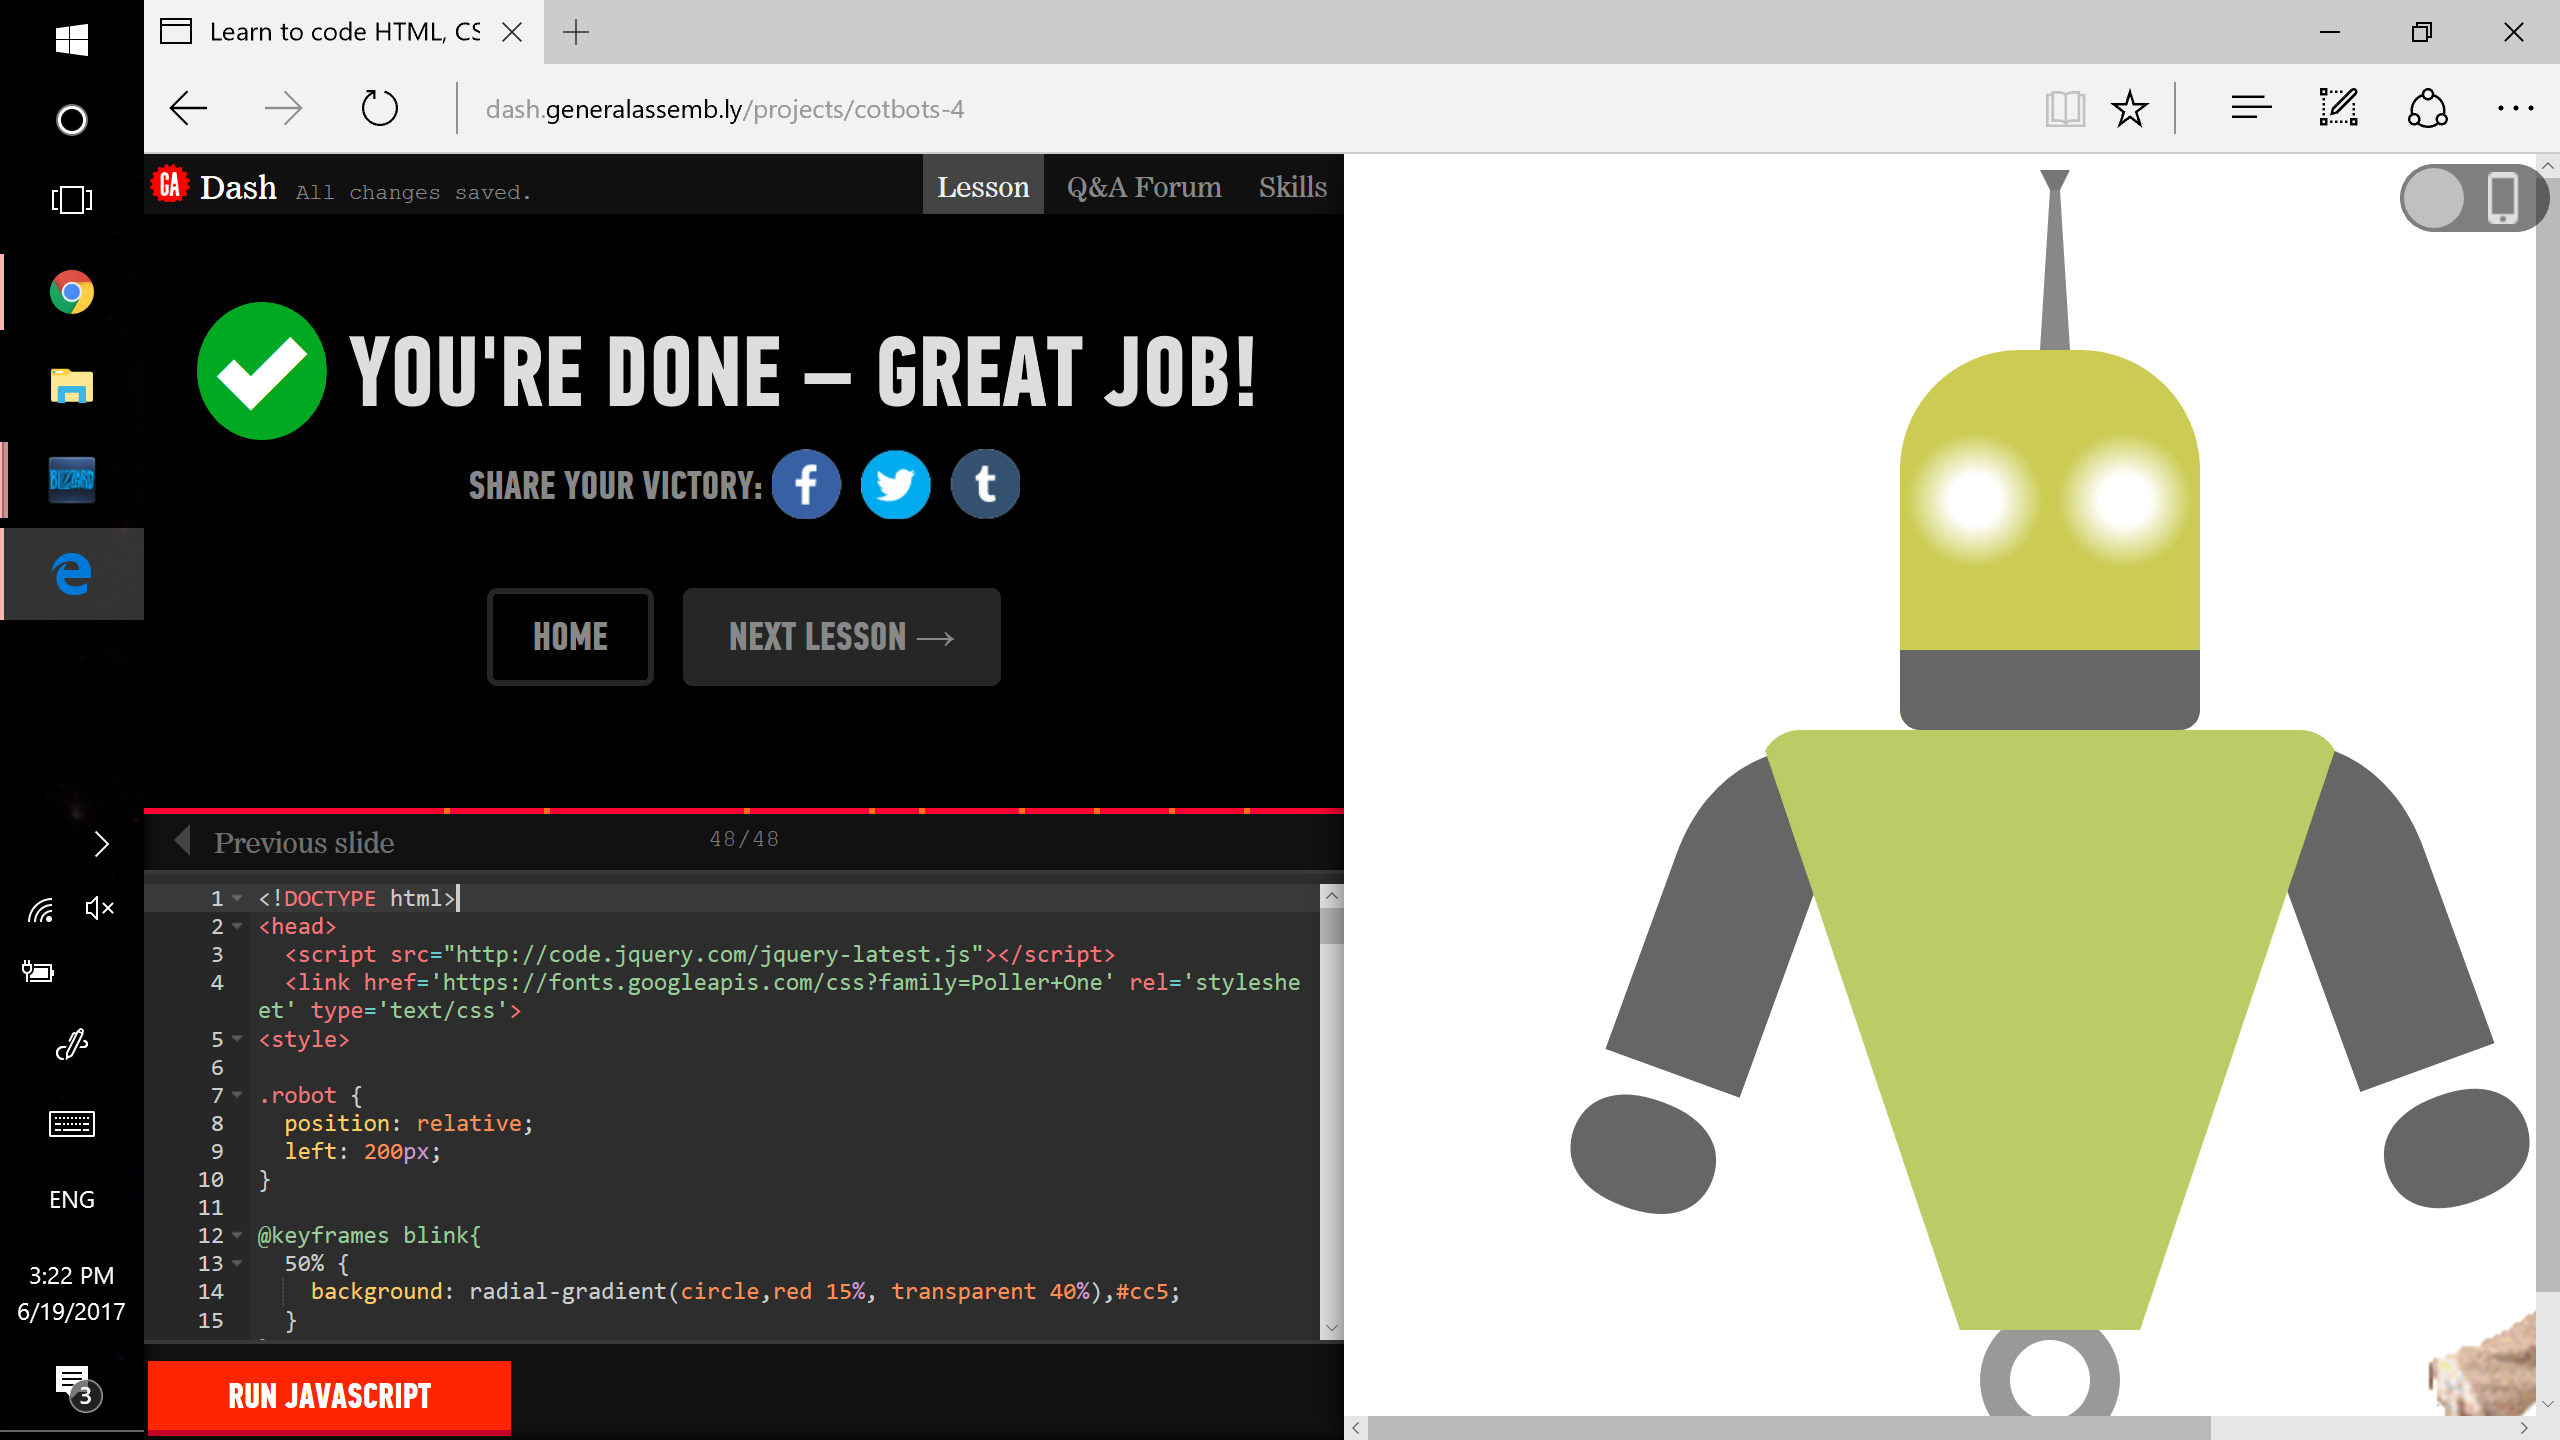 Learn to code HTML, CS
dash.generalassemb.ly/projects/cotbots-4
GA Dash All changes saved.
Lesson Q&A Forum Skills
YOU'RE DONE – GREAT JOB!
SHARE YOUR VICTORY:
HOME NEXT LESSON →
Previous slide 48/48
1 <!DOCTYPE html>
2 <head>
3 <script src="http://code.jquery.com/jquery-latest.js"></script>
4 <link href='https://fonts.googleapis.com/css?family=Poller+One' rel='styleshe
et' type='text/css'>
5 <style>
6
7 .robot {
8 position: relative;
9 left: 200px;
10 }
11
12 @keyframes blink{
13 50% {
14 background: radial-gradient(circle,red 15%, transparent 40%),#cc5;
15 }
RUN JAVASCRIPT
BLIZZARD
ENG
3:22 PM
6/19/2017
3